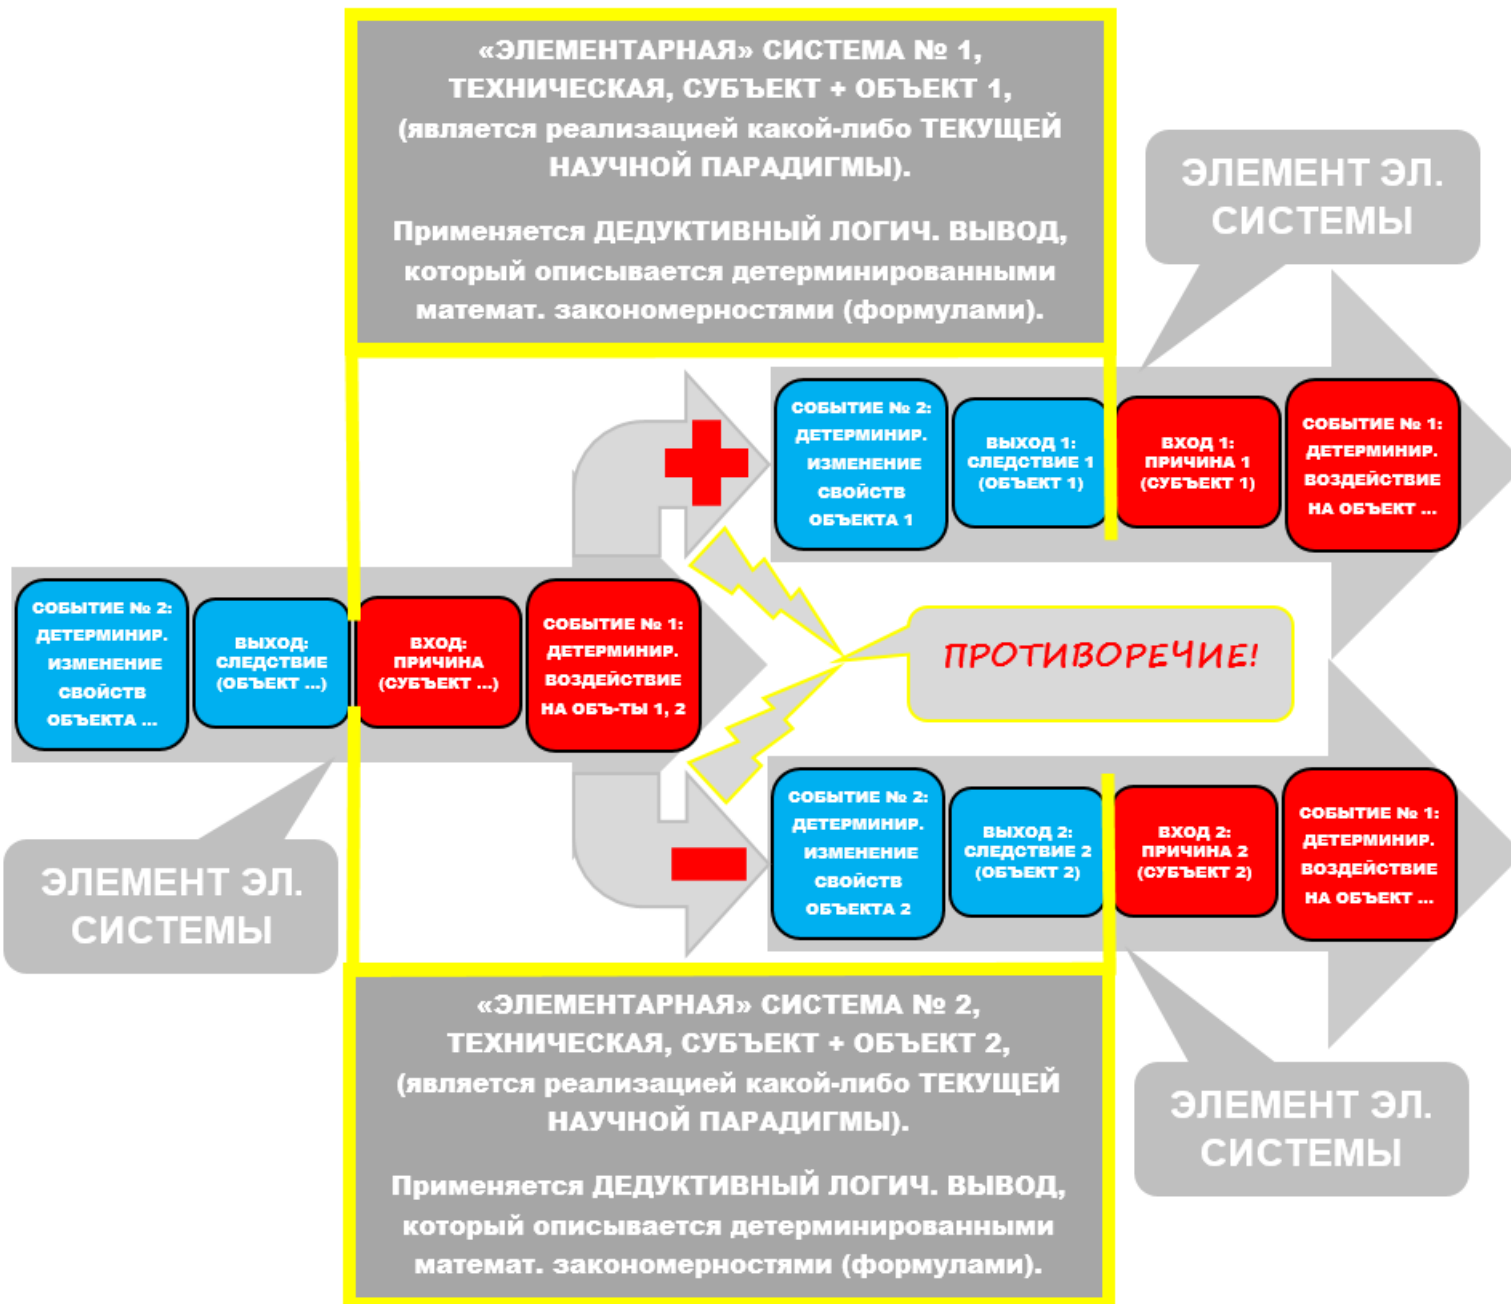 «ЭЛЕМЕНТАРНАЯ» СИСТЕМА № 1,
ТЕХНИЧЕСКАЯ, СУБЪЕКТ + ОБЪЕКТ 1,
(является реализацией какой-либо ТЕКУЩЕЙ
НАУЧНОЙ ПАРАДИГМЫ).
Применяется ДЕДУКТИВНЫЙ ЛОГИЧ. ВЫВОД,
который описывается детерминированными
математ. закономерностями (формулами).
ЭЛЕМЕНТ ЭЛ.
СИСТЕМЫ
СОБЫТИЕ № 2:
ДЕТЕРМИНИР.
ИЗМЕНЕНИЕ
СВОЙСТВ
ОБЪЕКТА 1
ВЫХОД 1:
СЛЕДСТВИЕ 1
(ОБЪЕКТ 1)
ВХОД 1:
ПРИЧИНА 1
(СУБЪЕКТ 1)
СОБЫТИЕ № 1:
ДЕТЕРМИНИР.
ВОЗДЕЙСТВИЕ
НА ОБЪЕКТ ...
СОБЫТИЕ № 2:
ДЕТЕРМИНИР.
ИЗМЕНЕНИЕ
СВОЙСТВ
ОБЪЕКТА ...
ВЫХОД:
СЛЕДСТВИЕ
(ОБЪЕКТ ...)
ВХОД:
ПРИЧИНА
(СУБЪЕКТ ...)
СОБЫТИЕ № 1:
ДЕТЕРМИНИР.
ВОЗДЕЙСТВИЕ
НА ОБЪ-ТЫ 1, 2
ПРОТИВОРЕЧИЕ!
ЭЛЕМЕНТ ЭЛ.
СИСТЕМЫ
СОБЫТИЕ № 2:
ДЕТЕРМИНИР.
ИЗМЕНЕНИЕ
СВОЙСТВ
ОБЪЕКТА 2
ВЫХОД 2:
СЛЕДСТВИЕ 2
(ОБЪЕКТ 2)
ВХОД 2:
ПРИЧИНА 2
(СУБЪЕКТ 2)
СОБЫТИЕ № 1:
ДЕТЕРМИНИР.
ВОЗДЕЙСТВИЕ
НА ОБЪЕКТ ...
«ЭЛЕМЕНТАРНАЯ» СИСТЕМА № 2,
ТЕХНИЧЕСКАЯ, СУБЪЕКТ + ОБЪЕКТ 2,
(является реализацией какой-либо ТЕКУЩЕЙ
НАУЧНОЙ ПАРАДИГМЫ).
Применяется ДЕДУКТИВНЫЙ ЛОГИЧ. ВЫВОД,
который описывается детерминированными
математ. закономерностями (формулами).
ЭЛЕМЕНТ ЭЛ.
СИСТЕМЫ